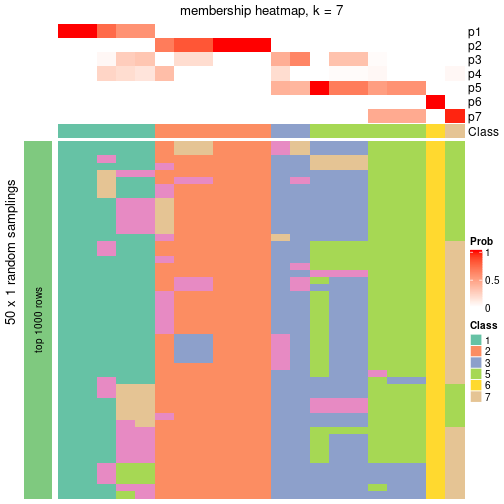 membership heatmap, k = 7
p1
p2
p3
p4
p5
p6
p7
Class
50 x 1 random samplings
top 1000 rows
Prob
1
0.5
0
Class
1
2
3
5
6
7